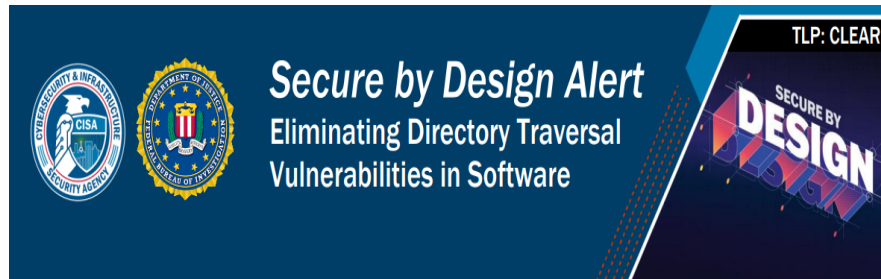 TLP: CLEAR
CYBERSECURITY & INFRASTRUCTURE
CISA
SECURITY AGENCY
DEPARTMENT OF JUSTICE
FEDERAL BUREAU OF INVESTIGATION
Secure by Design Alert
Eliminating Directory Traversal
Vulnerabilities in Software
SECURE BY
DESIGN